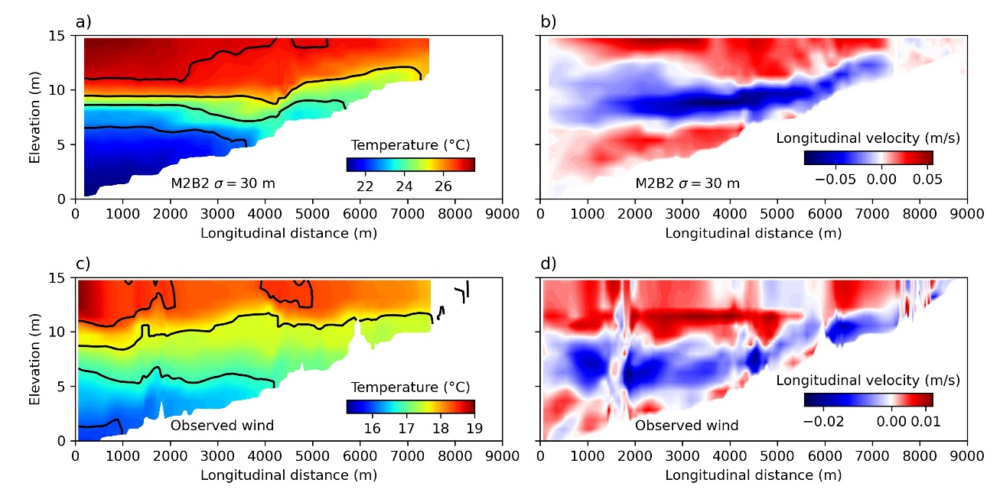 a)
15
10
5
0
Elevation (m)
Temperature (°C)
22 24 26
M2B2 σ = 30 m
0 1000 2000 3000 4000 5000 6000 7000 8000 9000
Longitudinal distance (m)
b)
Longitudinal velocity (m/s)
−0.05 0.00 0.05
M2B2 σ = 30 m
0 1000 2000 3000 4000 5000 6000 7000 8000 9000
Longitudinal distance (m)
c)
15
10
5
0
Elevation (m)
Temperature (°C)
16 17 18 19
Observed wind
0 1000 2000 3000 4000 5000 6000 7000 8000 9000
Longitudinal distance (m)
d)
Longitudinal velocity (m/s)
−0.02 0.00 0.01
Observed wind
0 1000 2000 3000 4000 5000 6000 7000 8000 9000
Longitudinal distance (m)